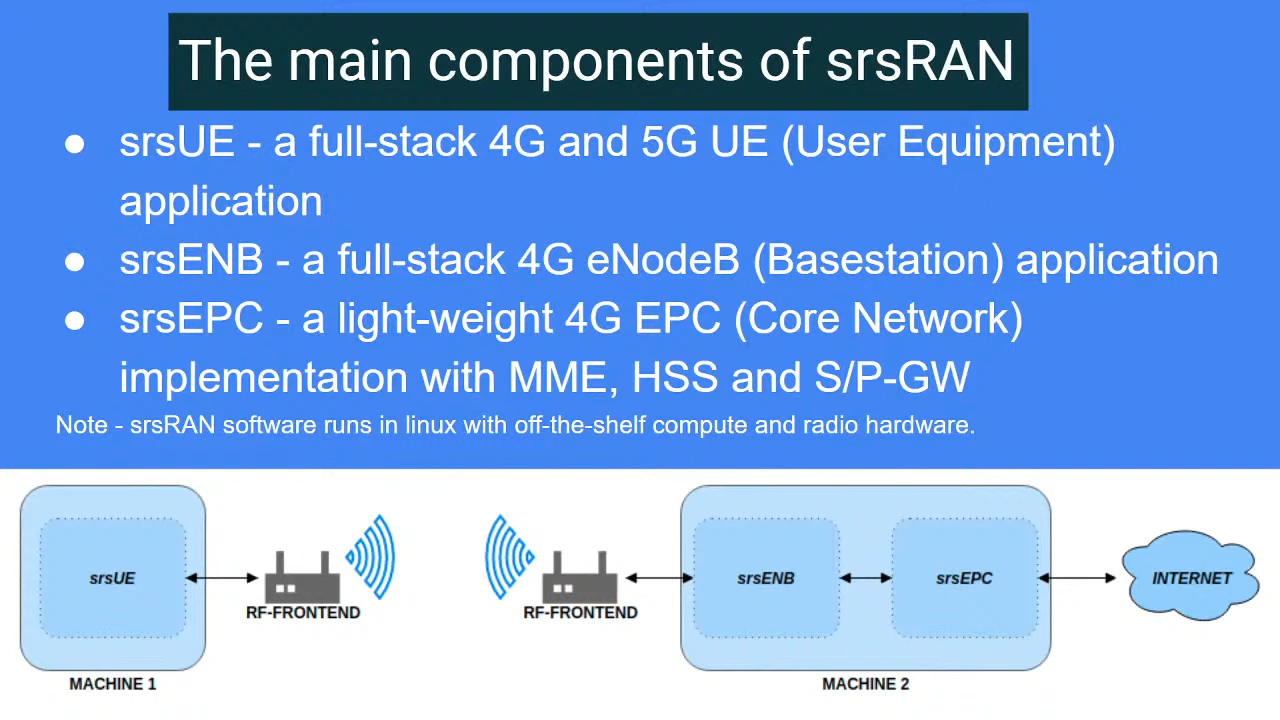 The main components of srsRAN
● srsUE - a full-stack 4G and 5G UE (User Equipment)
application
● srsENB - a full-stack 4G eNodeB (Basestation) application
● srsEPC - a light-weight 4G EPC (Core Network)
implementation with MME, HSS and S/P-GW
Note - srsRAN software runs in linux with off-the-shelf compute and radio hardware.
srsUE
RF-FRONTEND
MACHINE 1
RF-FRONTEND
srsENB
srsEPC
MACHINE 2
INTERNET